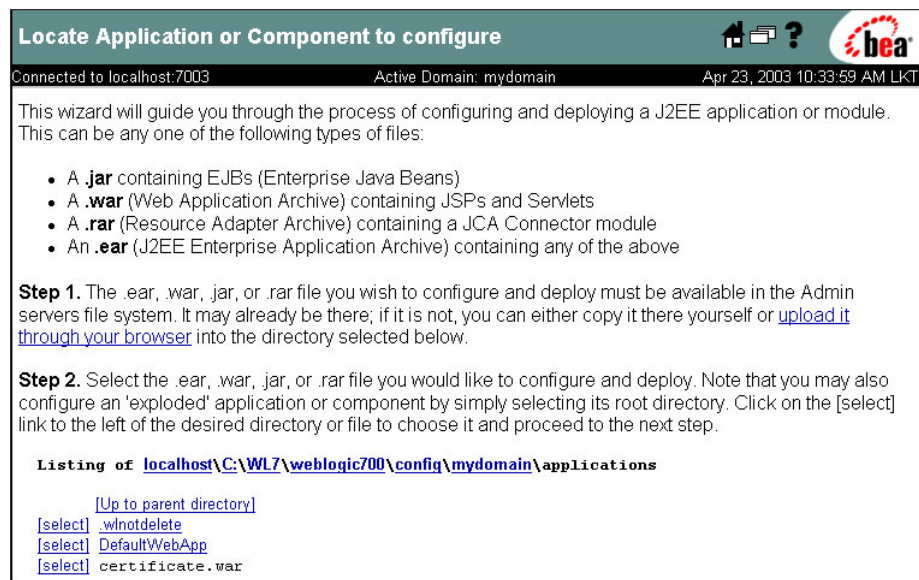 Locate Application or Component to configure
? bea
Connected to localhost:7003 Active Domain: mydomain Apr 23, 2003 10:33:59 AM LKT
This wizard will guide you through the process of configuring and deploying a J2EE application or module.
This can be any one of the following types of files:
• A .jar containing EJBs (Enterprise Java Beans)
• A .war (Web Application Archive) containing JSPs and Servlets
• A .rar (Resource Adapter Archive) containing a JCA Connector module
• An .ear (J2EE Enterprise Application Archive) containing any of the above
Step 1. The .ear, .war, .jar, or .rar file you wish to configure and deploy must be available in the Admin
servers file system. It may already be there; if it is not, you can either copy it there yourself or upload it
through your browser into the directory selected below.
Step 2. Select the .ear, .war, .jar, or .rar file you would like to configure and deploy. Note that you may also
configure an 'exploded' application or component by simply selecting its root directory. Click on the [select]
link to the left of the desired directory or file to choose it and proceed to the next step.
Listing of localhost\C:\WL7\weblogic700\config\mydomain\applications
[Up to parent directory]
[select] .wlnotdelete
[select] DefaultWebApp
[select] certificate.war